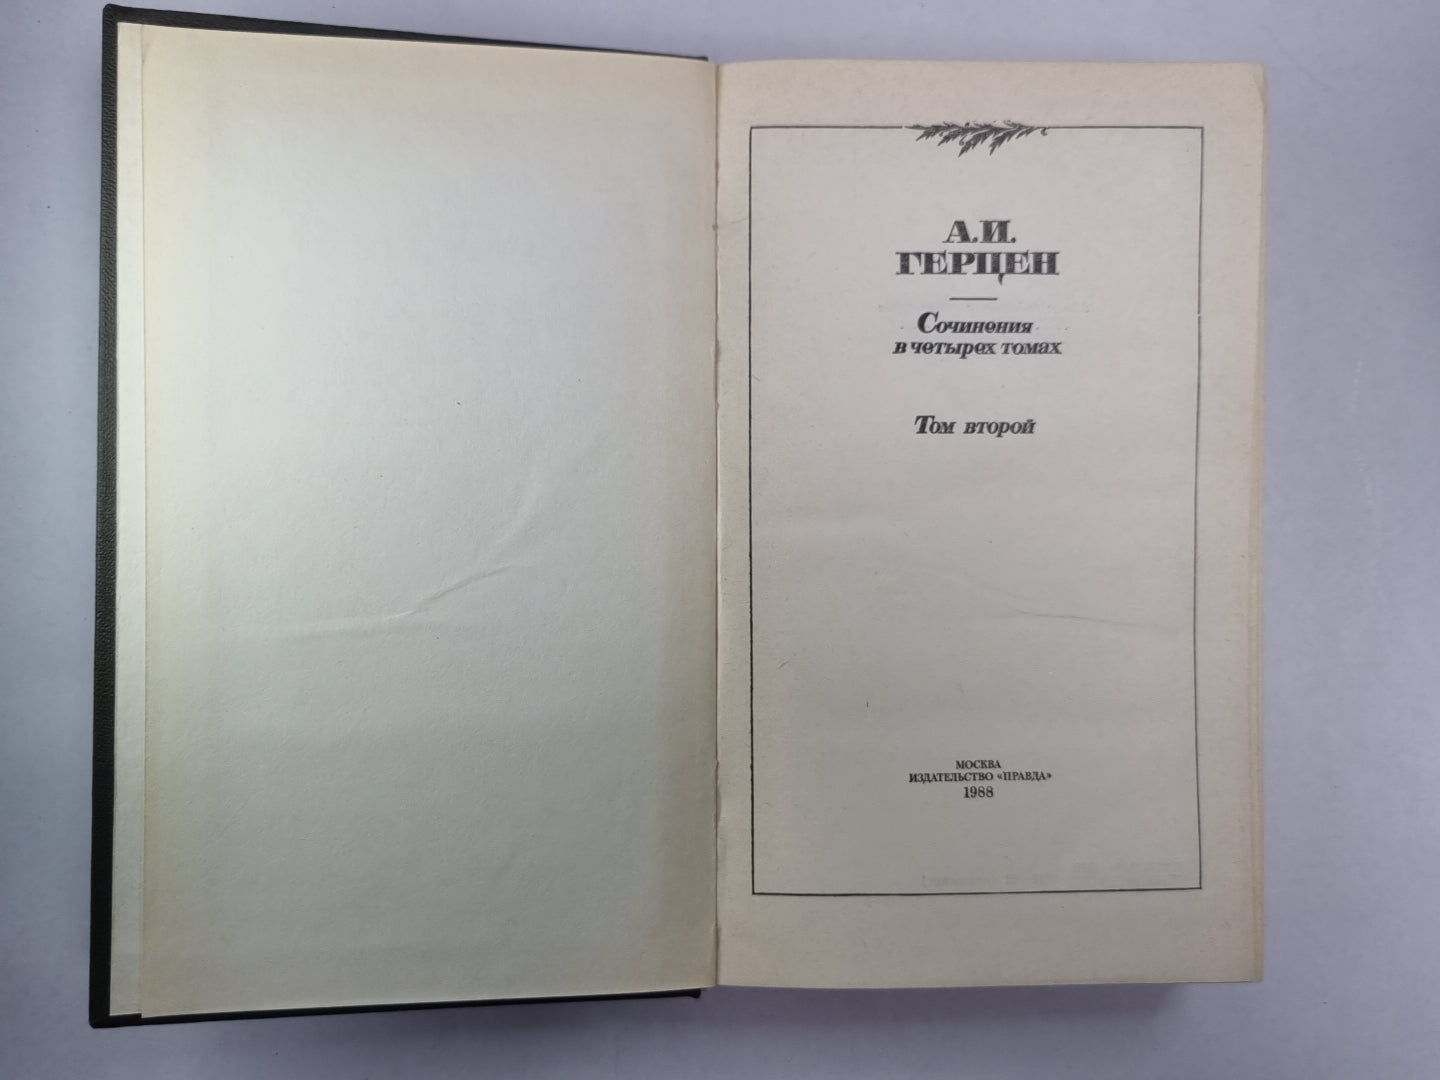 А.И.
ГЕРЦЕН
Сочинения
в четырех томах
Том второй
МОСКВА
ИЗДАТЕЛЬСТВО «ПРАВДА»
1988